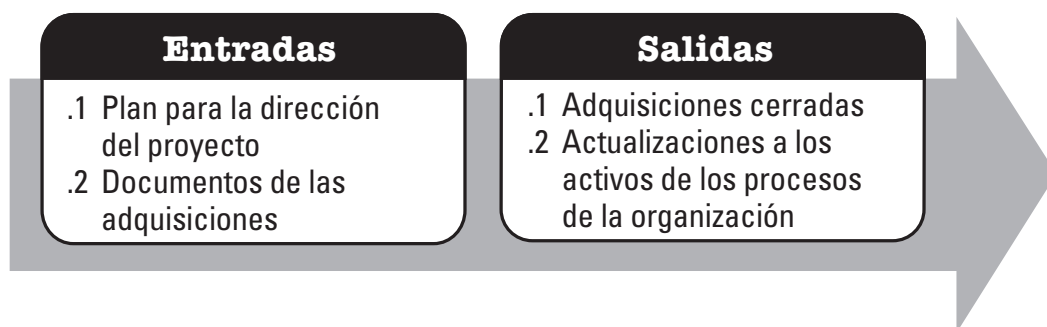 Entradas
.1 Plan para la dirección
del proyecto
.2 Documentos de las
adquisiciones
Salidas
.1 Adquisiciones cerradas
.2 Actualizaciones a los
activos de los procesos
de la organización